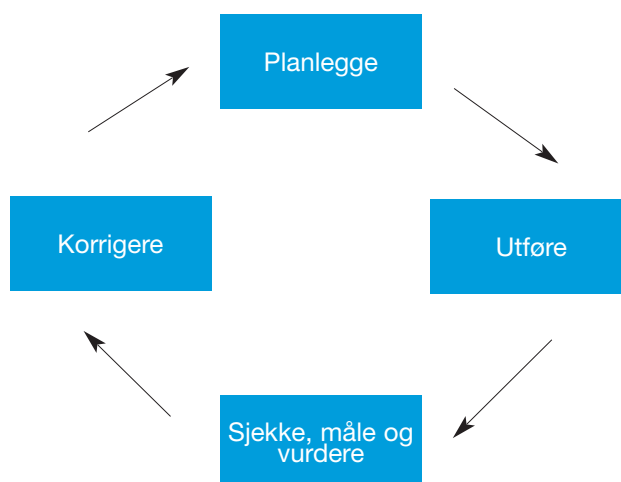 Planlegge
Korrigere
Utføre
Sjekke, måle og
vurdere